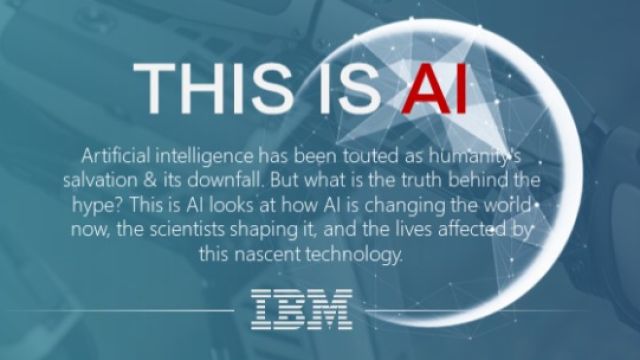 THIS IS AI
Artificial intelligence has been touted as humanity's
salvation & its downfall. But what is the truth behind the
hype? This is AI looks at how AI is changing the world
now, the scientists shaping it, and the lives affected by
this nascent technology.
IBM